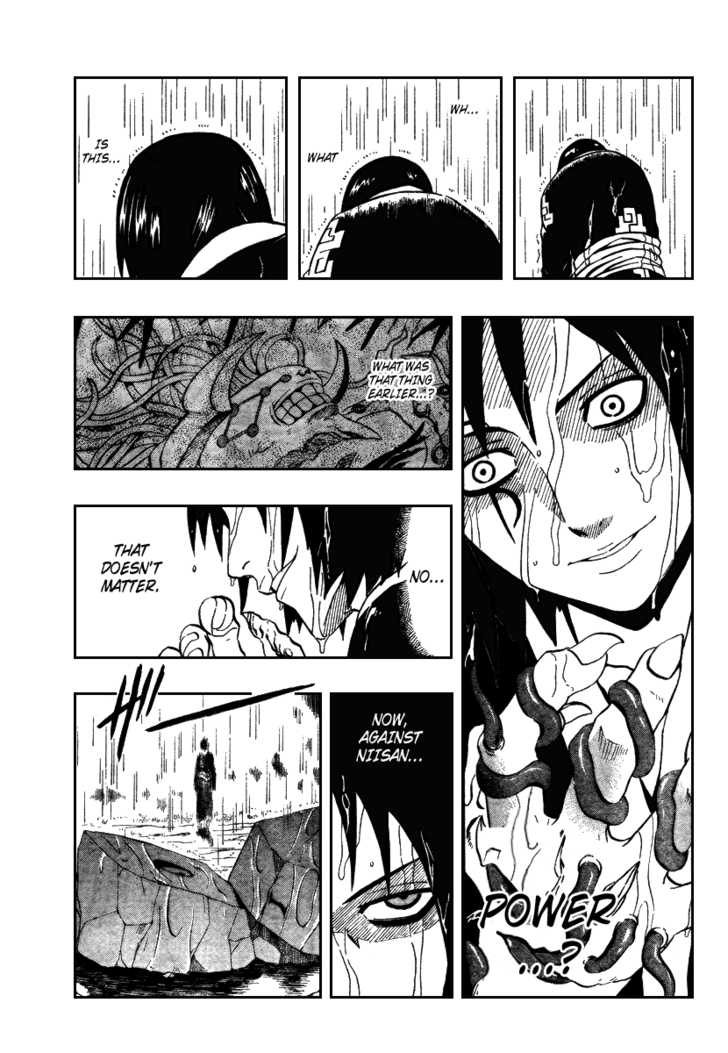 WH...
WHAT
IS
THIS...
POWER
...?
WHAT WAS
THAT THING
EARLIER...?
NO...
THAT
DOESN'T
MATTER.
NOW,
AGAINST
NIISAN...